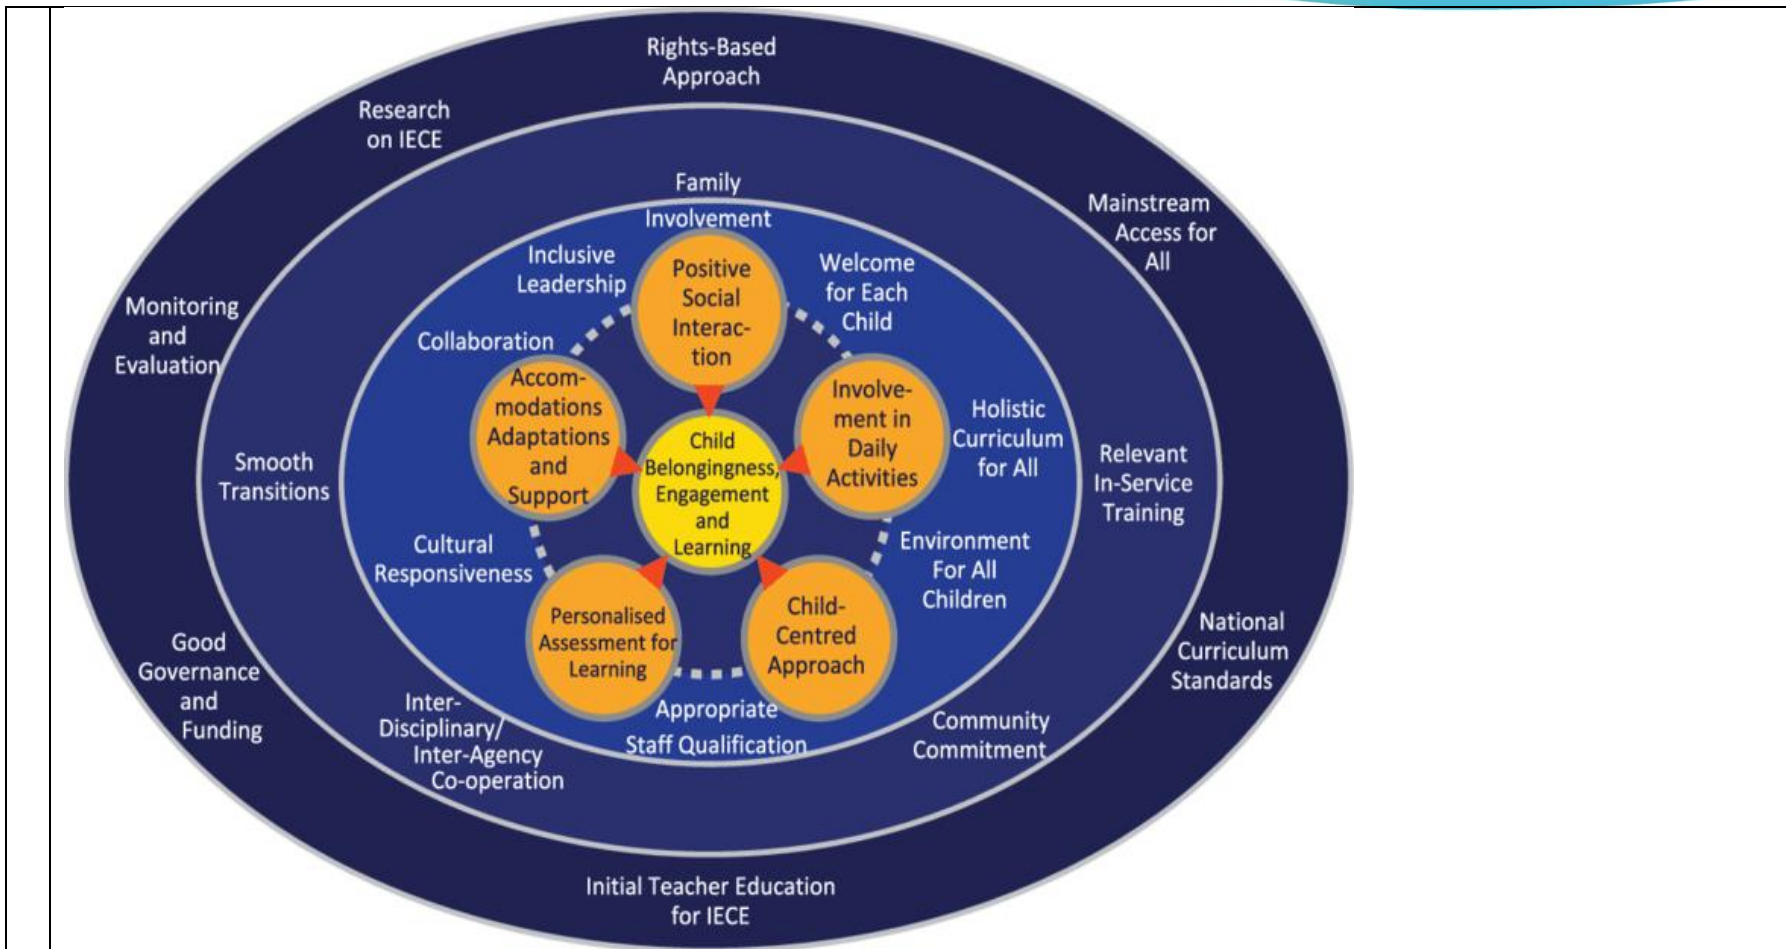 Rights-Based
Approach
Research
on IECE
Mainstream
Access for
All
Monitoring
and
Evaluation
National
Curriculum
Standards
Good
Governance
and
Funding
Initial Teacher Education
for IECE
Family
Involvement
Smooth
Transitions
Relevant
In-Service
Training
Inter-
Disciplinary/
Inter-Agency
Co-operation
Community
Commitment
Inclusive
Leadership
Welcome
for Each
Child
Collaboration
Holistic
Curriculum
for All
Cultural
Responsiveness
Environment
For All
Children
Appropriate
Staff Qualification
Positive
Social
Interac-
tion
Accom-
modations
Adaptations
and
Support
Involve-
ment in
Daily
Activities
Personalised
Assessment for
Learning
Child-
Centred
Approach
Child
Belongingness,
Engagement
and
Learning